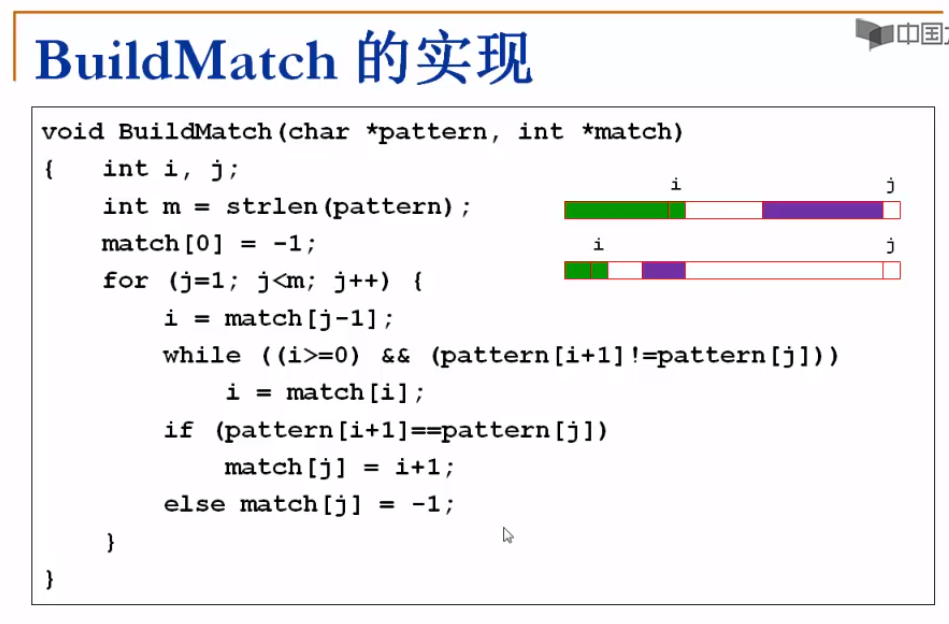 BuildMatch 的实现
中国
void BuildMatch(char *pattern, int *match)
{ int i, j;
int m = strlen(pattern);
match[0] = -1;
for (j=1; j<m; j++) {
i = match[j-1];
while ((i>=0) && (pattern[i+1]!=pattern[j]))
i = match[i];
if (pattern[i+1]==pattern[j])
match[j] = i+1;
else match[j] = -1;
}
}
i j
i j